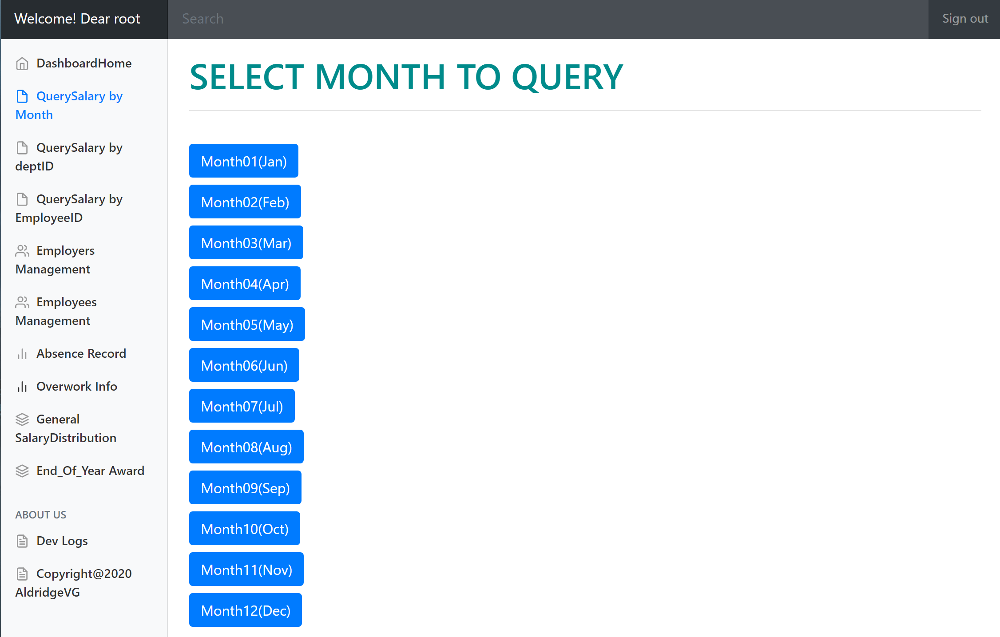 Welcome! Dear root
Search
Sign out
DashboardHome
QuerySalary by
Month
QuerySalary by
deptID
QuerySalary by
EmployeeID
Employers
Management
Employees
Management
Absence Record
Overwork Info
General
SalaryDistribution
End_Of_Year Award
ABOUT US
Dev Logs
Copyright@2020
AldridgeVG
SELECT MONTH TO QUERY
Month01(Jan)
Month02(Feb)
Month03(Mar)
Month04(Apr)
Month05(May)
Month06(Jun)
Month07(Jul)
Month08(Aug)
Month09(Sep)
Month10(Oct)
Month11(Nov)
Month12(Dec)